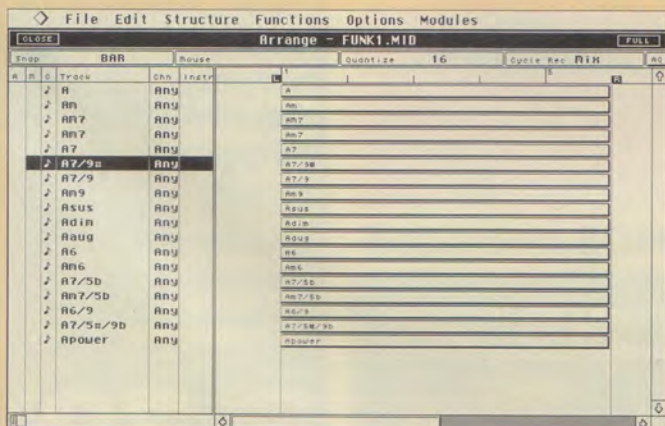 File Edit Structure Functions Options Modules
CLOSE Arrange - FUNK1.MID FULL
Snap BAR Mouse Quantize 16 Cycle Rec Mix
A M C Track Chn Instr L 1 5 R
A Any A
Am Any Am
AM7 Any AM7
Am7 Any Am7
A7 Any A7
A7/9# Any A7/9#
A7/9 Any A7/9
Am9 Any Am9
Asus Any Asus
Adim Any Adim
Aaug Any Aaug
A6 Any A6
Am6 Any Am6
A7/5b Any A7/5b
Am7/5b Any Am7/5b
A6/9 Any A6/9
A7/5#/9b Any A7/5#/9b
Apower Any Apower